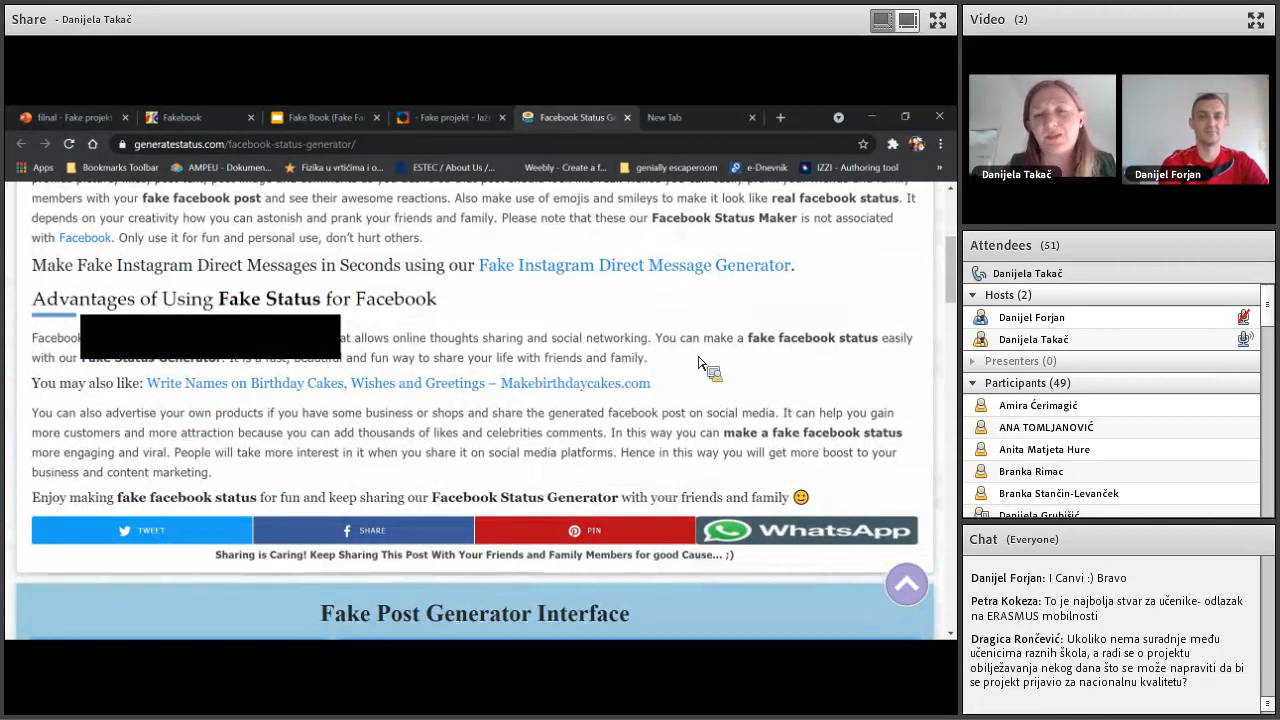 Share - Danijela Takač
filnal - Fake projekt
Fakebook
Fake Book (Fake Fa
- Fake projekt - laž
Facebook Status Ge
New Tab
generatestatus.com/facebook-status-generator/
Apps
Bookmarks Toolbar
AMPEU - Dokumen...
Fizika u vrtićima i o...
ESTEC / About Us /...
Weebly - Create a f...
genially escaperoom
e-Dnevnik
IZZI - Authoring tool
members with your fake facebook post and see their awesome reactions. Also make use of emojis and smileys to make it look like real facebook status. It
depends on your creativity how you can astonish and prank your friends and family. Please note that these our Facebook Status Maker is not associated
with Facebook. Only use it for fun and personal use, don't hurt others.
Make Fake Instagram Direct Messages in Seconds using our Fake Instagram Direct Message Generator.
Advantages of Using Fake Status for Facebook
Facebook at allows online thoughts sharing and social networking. You can make a fake facebook status easily
with our Fake Status Generator. It is a fast, beautiful and fun way to share your life with friends and family.
You may also like: Write Names on Birthday Cakes, Wishes and Greetings – Makebirthdaycakes.com
You can also advertise your own products if you have some business or shops and share the generated facebook post on social media. It can help you gain
more customers and more attraction because you can add thousands of likes and celebrities comments. In this way you can make a fake facebook status
more engaging and viral. People will take more interest in it when you share it on social media platforms. Hence in this way you will get more boost to your
business and content marketing.
Enjoy making fake facebook status for fun and keep sharing our Facebook Status Generator with your friends and family
TWEET
SHARE
PIN
WhatsApp
Sharing is Caring! Keep Sharing This Post With Your Friends and Family Members for good Cause... ;)
Fake Post Generator Interface
Video (2)
Danijela Takač
Danijel Forjan
Attendees (51)
Danijela Takač
Hosts (2)
Danijel Forjan
Danijela Takač
Presenters (0)
Participants (49)
Amira Ćerimagić
ANA TOMLJANOVIĆ
Anita Matjeta Hure
Branka Rimac
Branka Stančin-Levanček
Danijela Grubišić
Chat (Everyone)
Danijel Forjan: I Canvi :) Bravo
Petra Kokeza: To je najbolja stvar za učenike- odlazak
na ERASMUS mobilnosti
Dragica Rončević: Ukoliko nema suradnje među
učenicima raznih škola, a radi se o projektu
obilježavanja nekog dana što se može napraviti da bi
se projekt prijavio za nacionalnu kvalitetu?